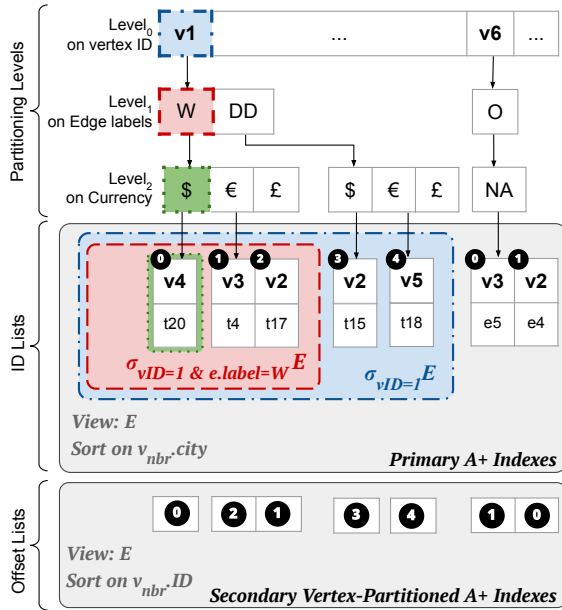 Partitioning Levels
Level0
on vertex ID
v1
...
v6
...
Level1
on Edge labels
W
DD
O
Level2
on Currency
$
€
£
$
€
£
NA
ID Lists
0
1
2
3
4
0
1
v4
v3
v2
v2
v5
v3
v2
t20
t4
t17
t15
t18
e5
e4
σvID=1 & e.label=W E
σvID=1E
View: E
Sort on vnbr.city
Primary A+ Indexes
Offset Lists
0
2
1
3
4
1
0
View: E
Sort on vnbr.ID
Secondary Vertex-Partitioned A+ Indexes